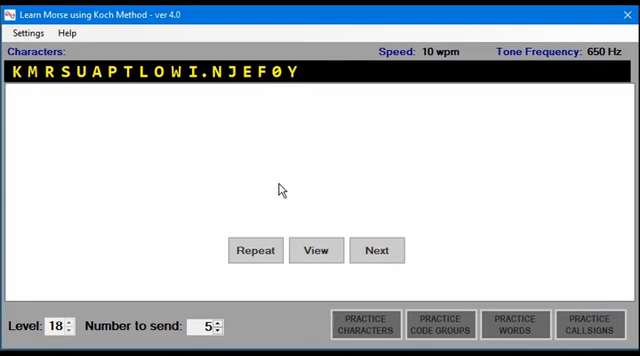 Learn Morse using Koch Method - ver 4.0
Settings Help
Characters: Speed: 10 wpm Tone Frequency: 650 Hz
K M R S U A P T L O W I . N J E F 0 Y
Repeat View Next
Level: 18 Number to send: 5
PRACTICE CHARACTERS
PRACTICE CODE GROUPS
PRACTICE WORDS
PRACTICE CALLSIGNS